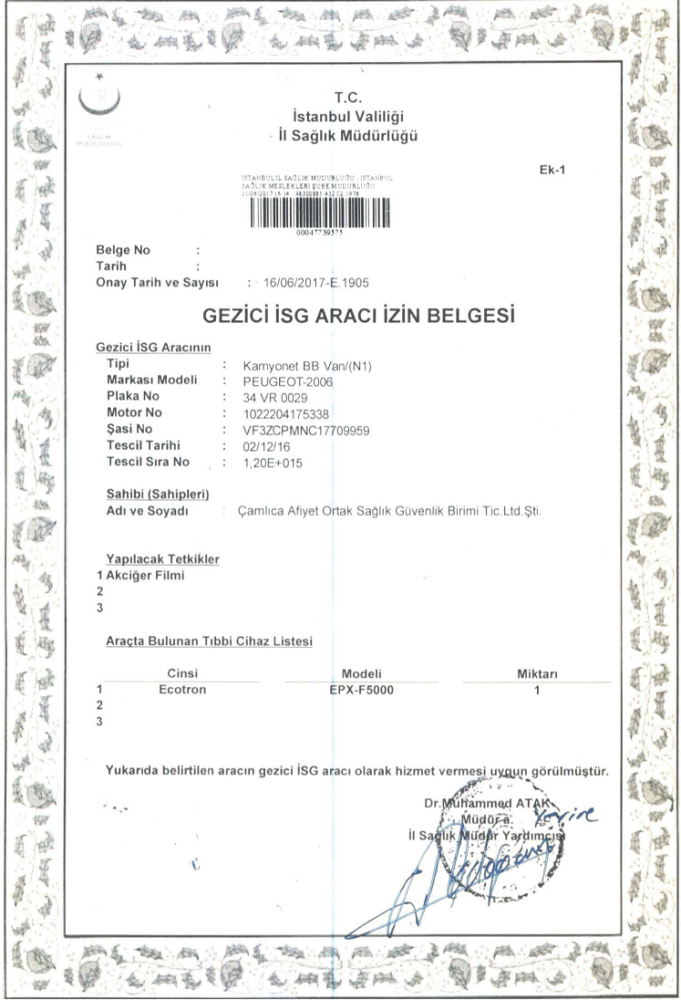 SAĞLIK
MÜDÜRLÜĞÜ
T.C.
İstanbul Valiliği
İl Sağlık Müdürlüğü
Ek-1
İSTANBUL İL SAĞLIK MÜDÜRLÜĞÜ - İSTANBUL
SAĞLIK MESLEKLERİ ŞUBE MÜDÜRLÜĞÜ
21/06/2017 16:14 98300885-432.02-1976
00047739575
Belge No :
Tarih :
Onay Tarih ve Sayısı : 16/06/2017-E.1905
GEZİCİ İSG ARACI İZİN BELGESİ
Gezici İSG Aracının
Tipi : Kamyonet BB Van/(N1)
Markası Modeli : PEUGEOT-2006
Plaka No : 34 VR 0029
Motor No : 1022204175338
Şasi No : VF3ZCPMNC17709959
Tescil Tarihi : 02/12/16
Tescil Sıra No : 1,20E+015
Sahibi (Sahipleri)
Adı ve Soyadı : Çamlıca Afiyet Ortak Sağlık Güvenlik Birimi Tic.Ltd.Şti.
Yapılacak Tetkikler
1 Akciğer Filmi
2
3
Araçta Bulunan Tıbbi Cihaz Listesi
Cinsi Modeli Miktarı
1 Ecotron EPX-F5000 1
2
3
Yukarıda belirtilen aracın gezici İSG aracı olarak hizmet vermesi uygun görülmüştür.
Dr.Muhammed ATAK
Müdür a. Yerine
İl Sağlık Müdür Yardımcısı